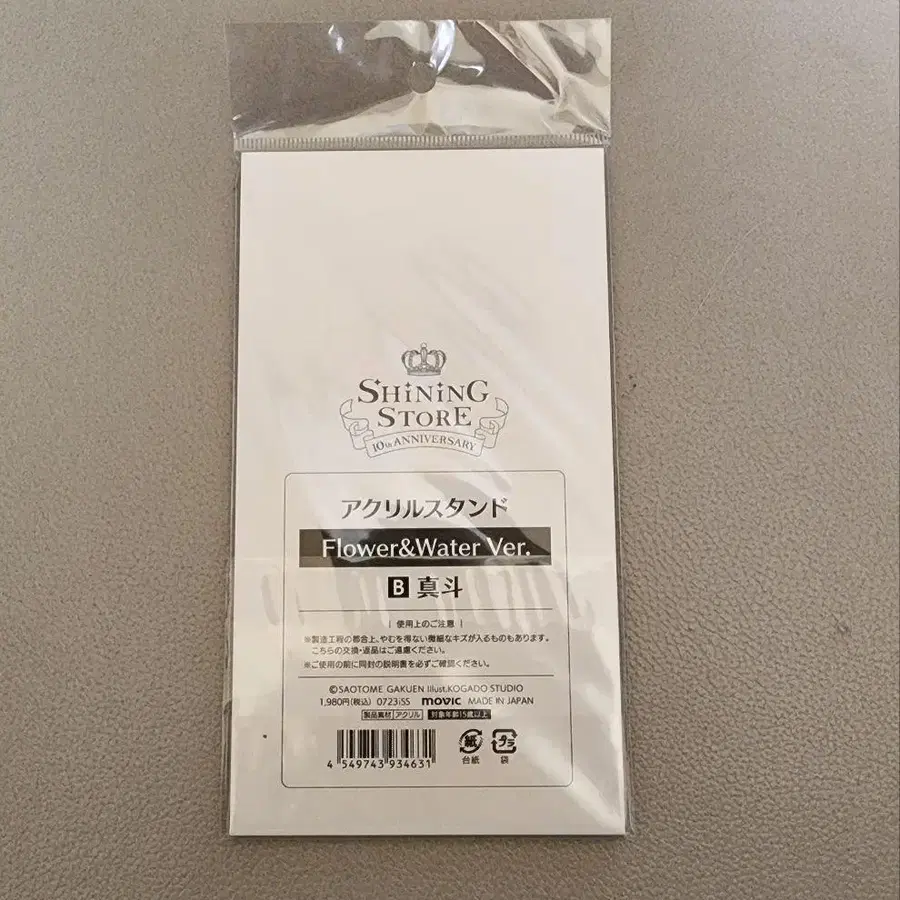 SHINING
STORE
10th ANNIVERSARY
アクリルスタンド
Flower&Water Ver.
B 真斗
| 使用上のご注意 |
※製造工程の都合上、やむを得ない微細なキズが入るものもあります。
こちらの交換・返品はご遠慮ください。
※ご使用の前に同封の説明書を必ずご確認ください。
©SAOTOME GAKUEN Illust.KOGADO STUDIO
1,980円(税込) 0723iSS movic MADE IN JAPAN
製品素材 アクリル 対象年齢15歳以上
4 549743 934631
紙 プラ
台紙 袋